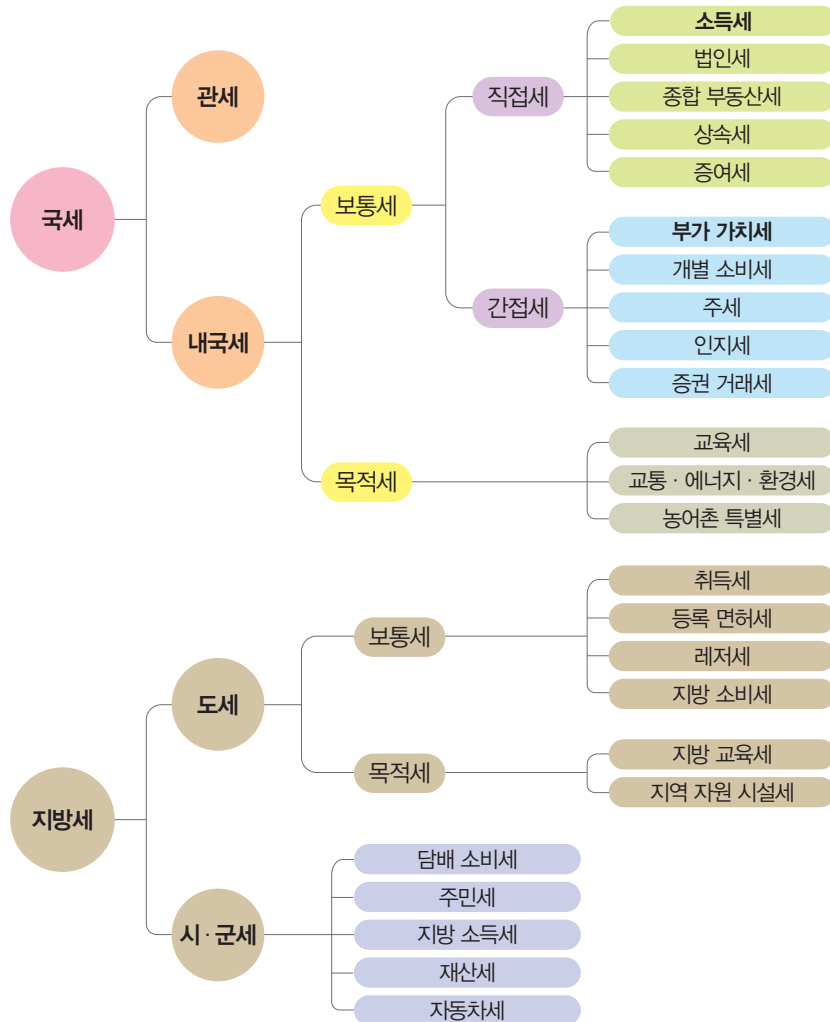 국세
관세
내국세
보통세
직접세
소득세
법인세
종합 부동산세
상속세
증여세
간접세
부가 가치세
개별 소비세
주세
인지세
증권 거래세
목적세
교육세
교통 · 에너지 · 환경세
농어촌 특별세
지방세
도세
보통세
취득세
등록 면허세
레저세
지방 소비세
목적세
지방 교육세
지역 자원 시설세
시 · 군세
담배 소비세
주민세
지방 소득세
재산세
자동차세